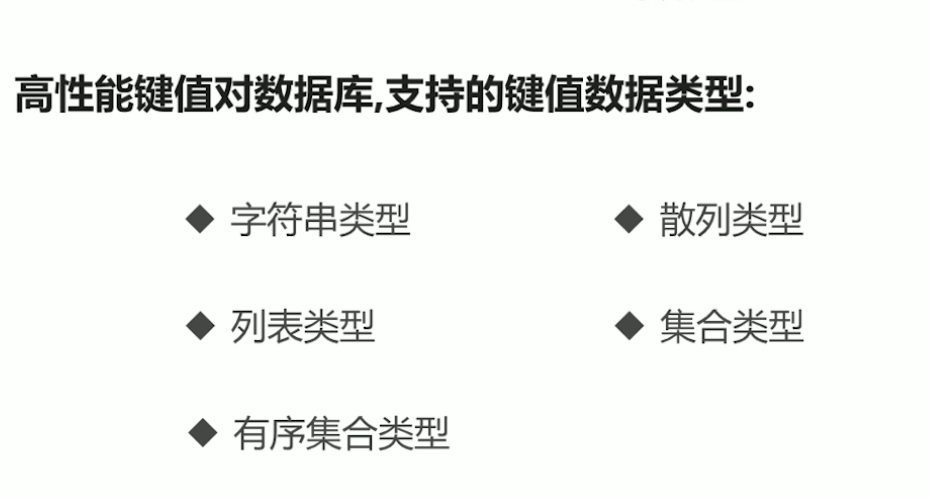 高性能键值对数据库,支持的键值数据类型:
◆ 字符串类型
◆ 散列类型
◆ 列表类型
◆ 集合类型
◆ 有序集合类型